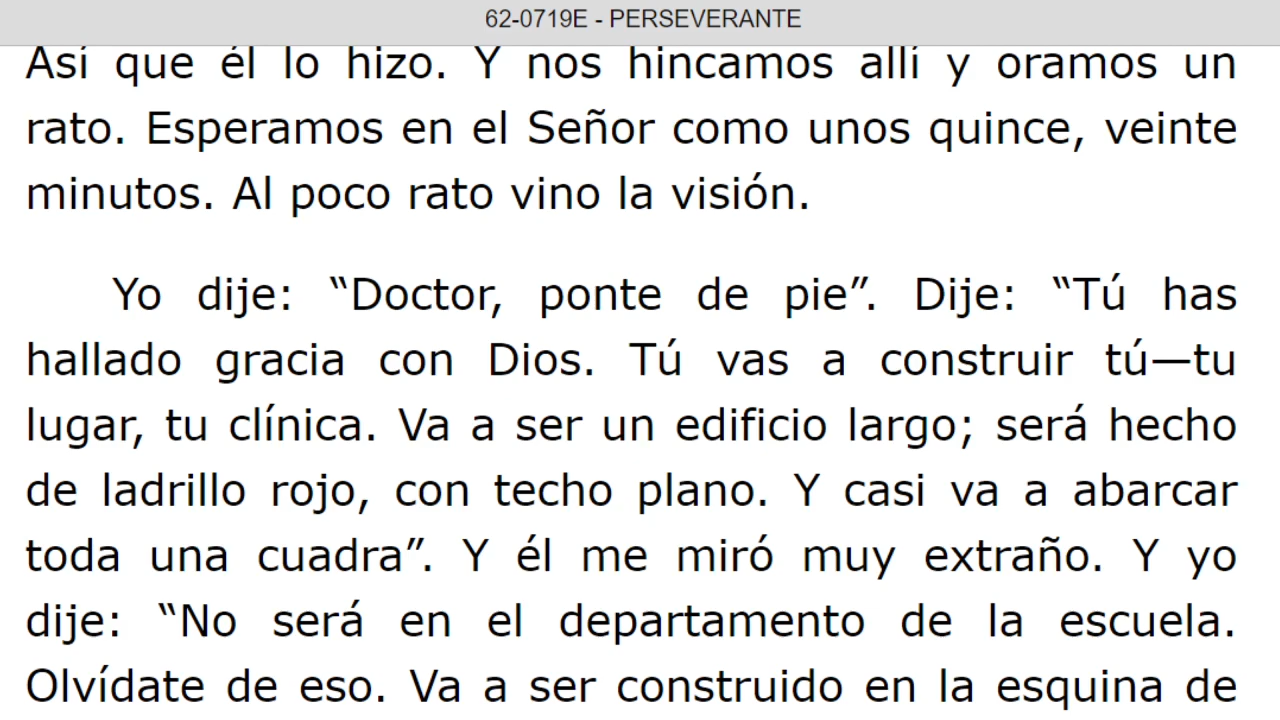 62-0719E - PERSEVERANTE
Así que él lo hizo. Y nos hincamos allí y oramos un
rato. Esperamos en el Señor como unos quince, veinte
minutos. Al poco rato vino la visión.
Yo dije: “Doctor, ponte de pie”. Dije: “Tú has
hallado gracia con Dios. Tú vas a construir tú—tu
lugar, tu clínica. Va a ser un edificio largo; será hecho
de ladrillo rojo, con techo plano. Y casi va a abarcar
toda una cuadra”. Y él me miró muy extraño. Y yo
dije: “No será en el departamento de la escuela.
Olvídate de eso. Va a ser construido en la esquina de